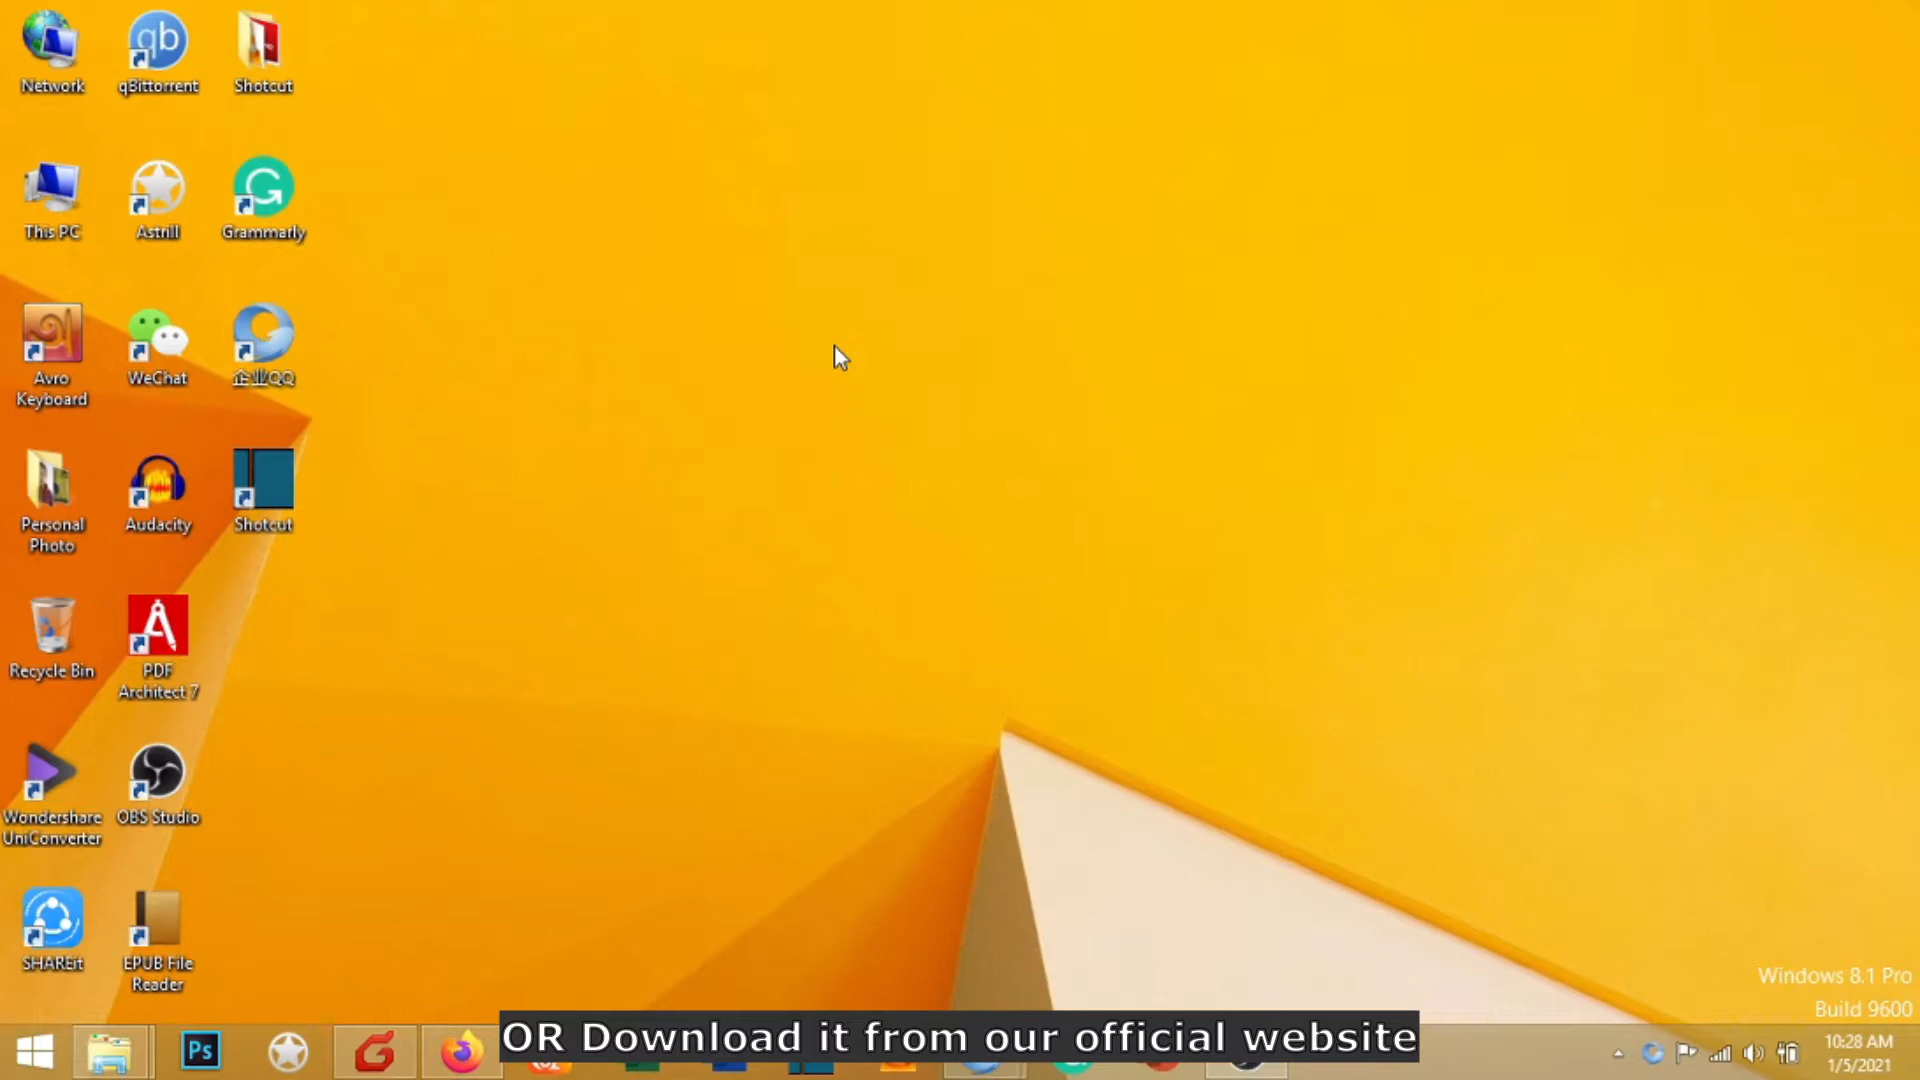 Network
qBittorrent
Shotcut
This PC
Astrill
Grammarly
Avro
Keyboard
WeChat
企业QQ
Personal
Photo
Audacity
Shotcut
Recycle Bin
PDF
Architect 7
Wondershare
UniConverter
OBS Studio
SHAREit
EPUB File
Reader
Windows 8.1 Pro
Build 9600
Ps
OR Download it from our official website
10:28 AM
1/5/2021